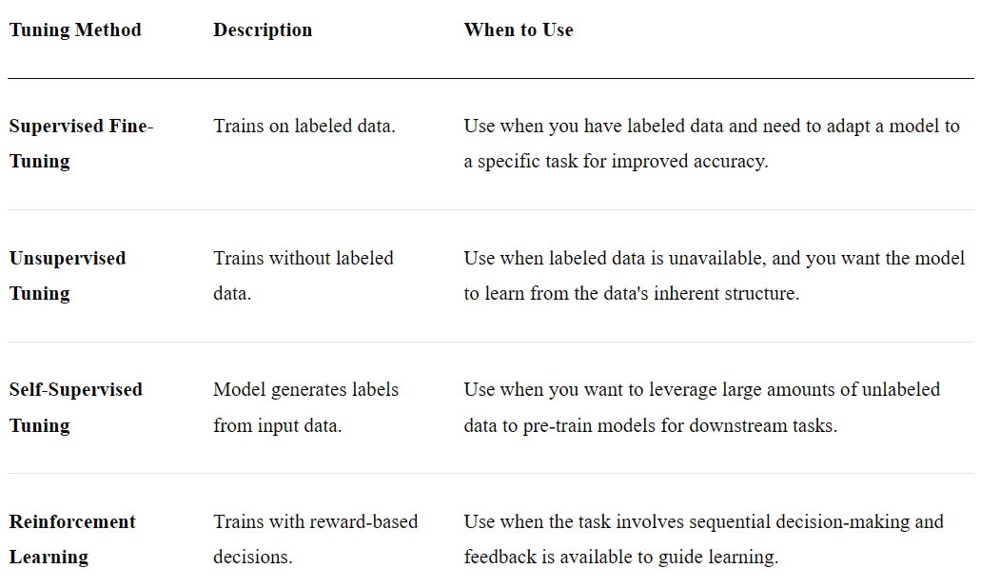 Tuning Method Description When to Use
Supervised Fine- Trains on labeled data. Use when you have labeled data and need to adapt a model to
Tuning a specific task for improved accuracy.
Unsupervised Trains without labeled Use when labeled data is unavailable, and you want the model
Tuning data. to learn from the data's inherent structure.
Self-Supervised Model generates labels Use when you want to leverage large amounts of unlabeled
Tuning from input data. data to pre-train models for downstream tasks.
Reinforcement Trains with reward-based Use when the task involves sequential decision-making and
Learning decisions. feedback is available to guide learning.